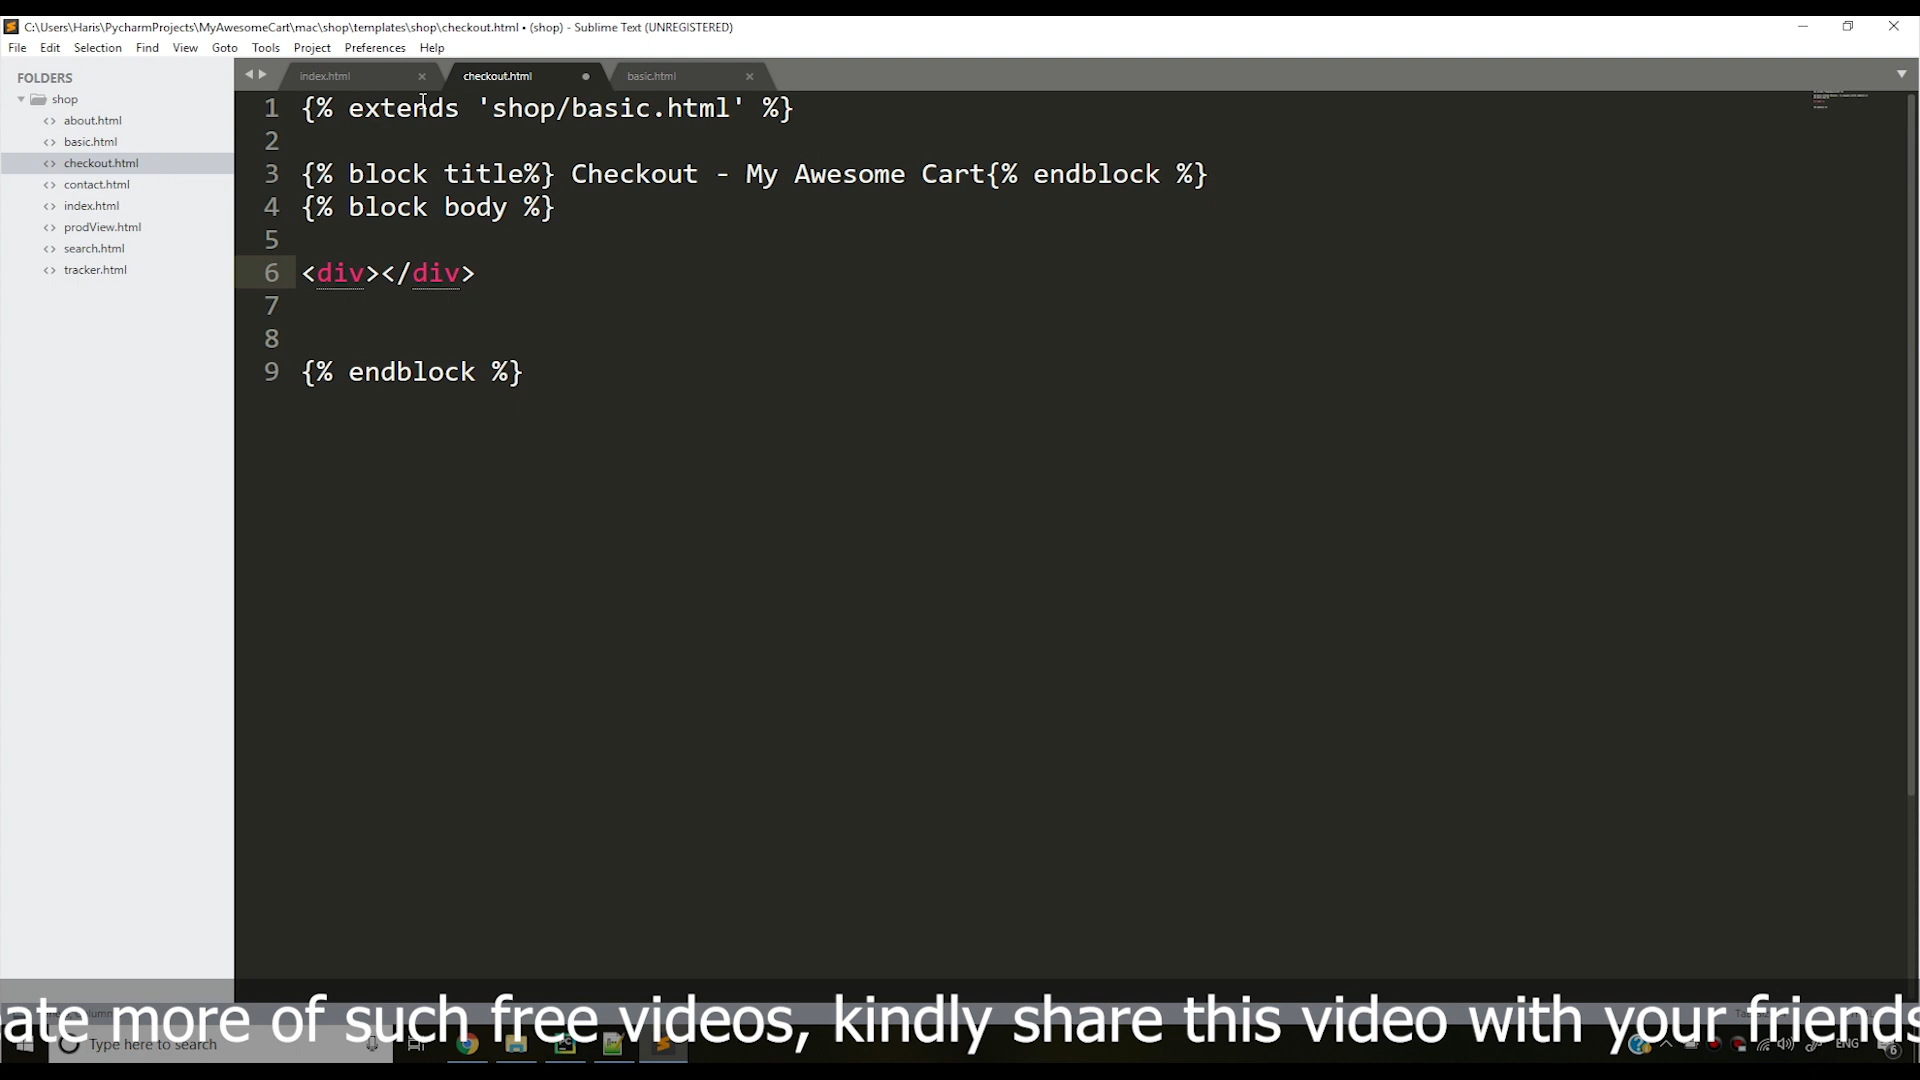 C:\Users\Haris\PycharmProjects\MyAwesomeCart\mac\shop\templates\shop\checkout.html • (shop) - Sublime Text (UNREGISTERED)
File Edit Selection Find View Goto Tools Project Preferences Help
FOLDERS
shop
<> about.html
<> basic.html
<> checkout.html
<> contact.html
<> index.html
<> prodView.html
<> search.html
<> tracker.html
index.html checkout.html basic.html
1 {% extends 'shop/basic.html' %}
2
3 {% block title%} Checkout - My Awesome Cart{% endblock %}
4 {% block body %}
5
6 <div></div>
7
8
9 {% endblock %}
ate more of such free videos, kindly share this video with your friends
Type here to search
ENG
6